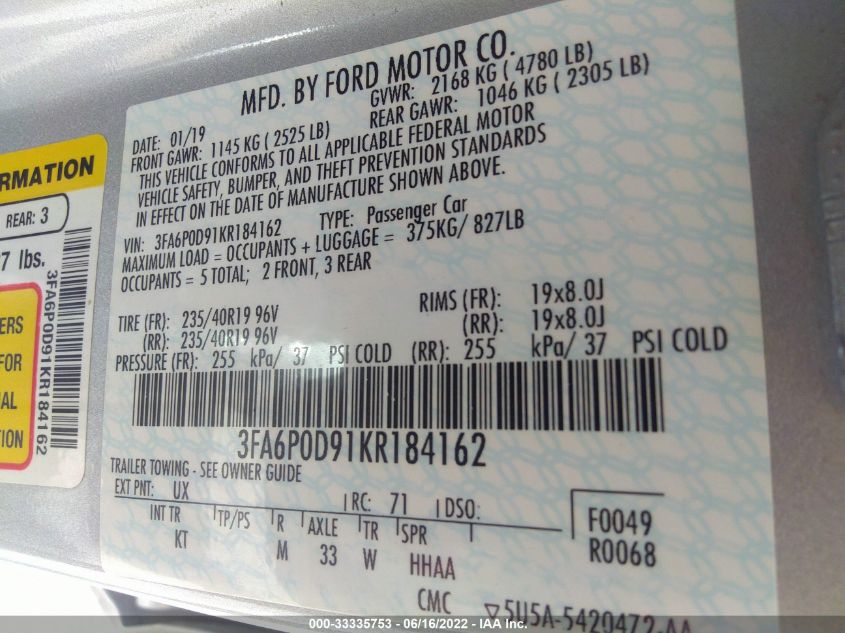 MFD. BY FORD MOTOR CO.
DATE: 01/19 GVWR: 2168 KG ( 4780 LB)
FRONT GAWR: 1145 KG ( 2525 LB) REAR GAWR: 1046 KG ( 2305 LB)
THIS VEHICLE CONFORMS TO ALL APPLICABLE FEDERAL MOTOR
VEHICLE SAFETY, BUMPER, AND THEFT PREVENTION STANDARDS
IN EFFECT ON THE DATE OF MANUFACTURE SHOWN ABOVE.
VIN: 3FA6P0D91KR184162 TYPE: Passenger Car
MAXIMUM LOAD = OCCUPANTS + LUGGAGE = 375KG/ 827LB
OCCUPANTS = 5 TOTAL; 2 FRONT, 3 REAR
TIRE (FR): 235/40R19 96V RIMS (FR): 19x8.0J
(RR): 235/40R19 96V (RR): 19x8.0J
PRESSURE (FR): 255 kPa/ 37 PSI COLD (RR): 255 kPa/ 37 PSI COLD
3FA6P0D91KR184162
TRAILER TOWING - SEE OWNER GUIDE
EXT PNT: UX RC: 71 DSO:
INT TR TP/PS R AXLE TR SPR
KT M 33 W HHAA
F0049
R0068
CMC 5U5A-5420472-AA
RMATION
REAR: 3
7 lbs.
3FA6P0D91KR184162
ERS
FOR
AL
TION
000-33335753 - 06/16/2022 - IAA Inc.